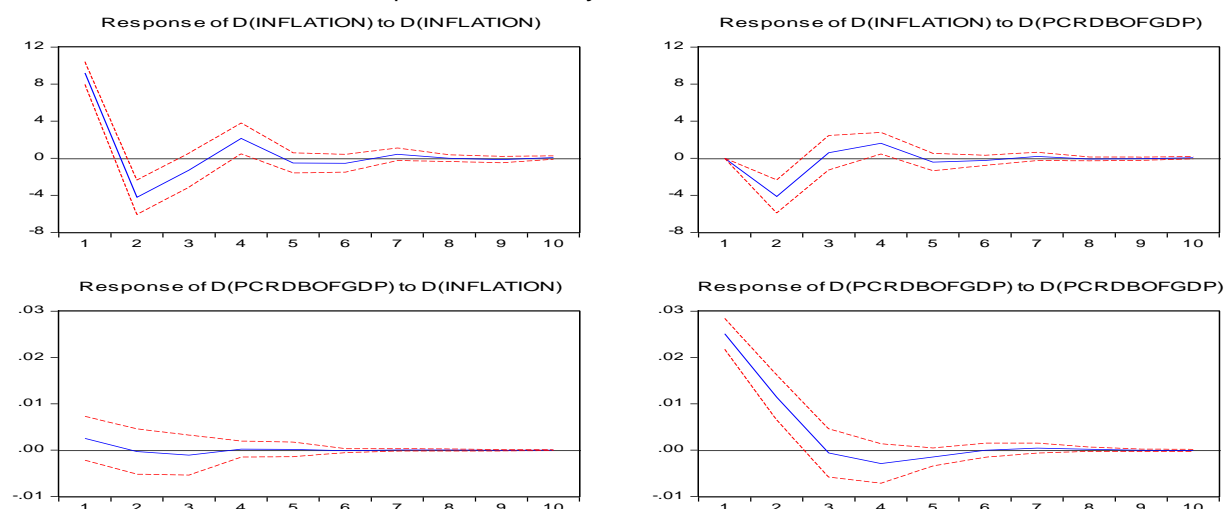 Response of D(INFLATION) to D(INFLATION)
12
8
4
0
-4
-8
1 2 3 4 5 6 7 8 9 10
Response of D(INFLATION) to D(PCRDBOFGDP)
12
8
4
0
-4
-8
1 2 3 4 5 6 7 8 9 10
Response of D(PCRDBOFGDP) to D(INFLATION)
.03
.02
.01
.00
-.01
1 2 3 4 5 6 7 8 9 10
Response of D(PCRDBOFGDP) to D(PCRDBOFGDP)
.03
.02
.01
.00
-.01
1 2 3 4 5 6 7 8 9 10